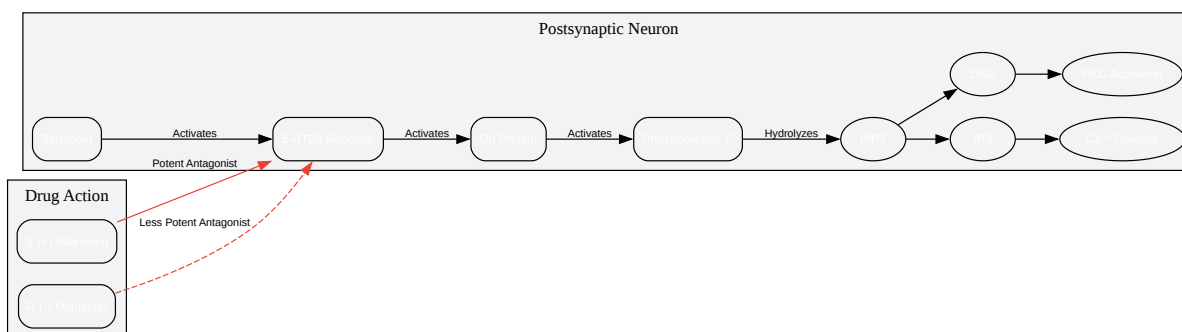 Postsynaptic Neuron
DAG
PKC Activation
Serotonin
Activates
5-HT2A Receptor
Activates
Gq Protein
Activates
Phospholipase C
Hydrolyzes
PIP2
IP3
Ca²⁺ Release
Potent Antagonist
Drug Action
Less Potent Antagonist
S-(+)-Mianserin
R-(-)-Mianserin